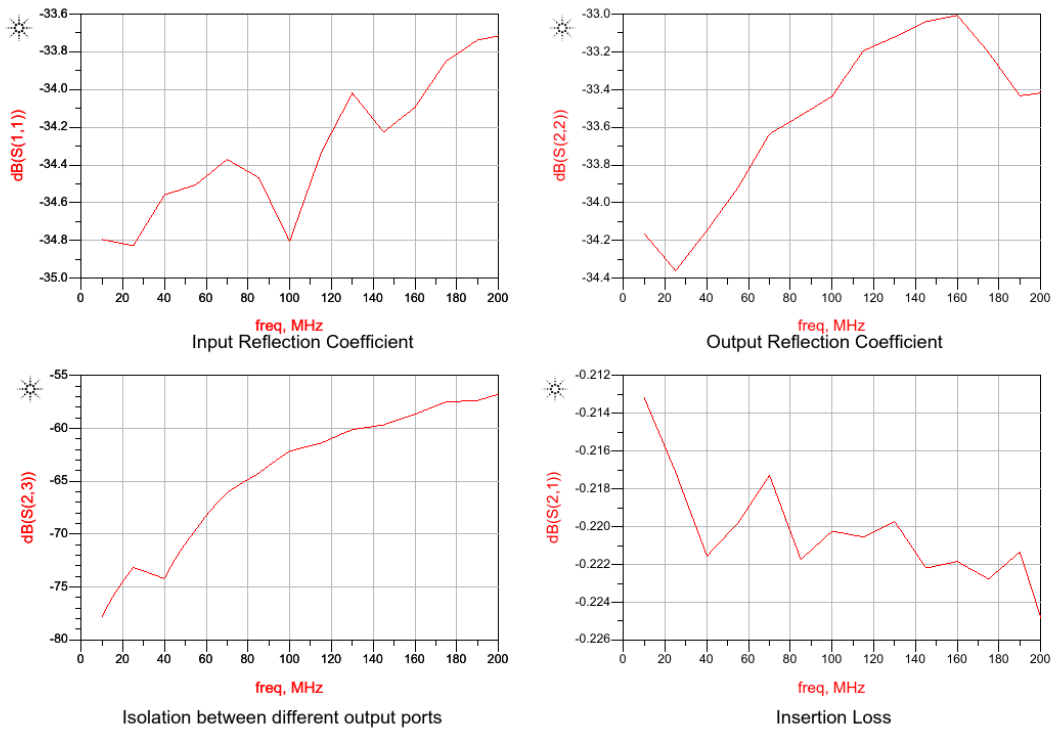 -33.6
-33.8
-34.0
-34.2
-34.4
-34.6
-34.8
-35.0
dB(S(1,1))
0 20 40 60 80 100 120 140 160 180 200
freq, MHz
Input Reflection Coefficient
-33.0
-33.2
-33.4
-33.6
-33.8
-34.0
-34.2
-34.4
dB(S(2,2))
0 20 40 60 80 100 120 140 160 180 200
freq, MHz
Output Reflection Coefficient
-55
-60
-65
-70
-75
-80
dB(S(2,3))
0 20 40 60 80 100 120 140 160 180 200
freq, MHz
Isolation between different output ports
-0.212
-0.214
-0.216
-0.218
-0.220
-0.222
-0.224
-0.226
dB(S(2,1))
0 20 40 60 80 100 120 140 160 180 200
freq, MHz
Insertion Loss